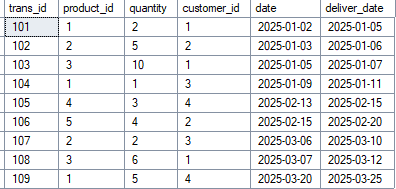 trans_id product_id quantity customer_id date deliver_date
101 1 2 1 2025-01-02 2025-01-05
102 2 5 2 2025-01-03 2025-01-06
103 3 10 1 2025-01-05 2025-01-07
104 1 1 3 2025-01-09 2025-01-11
105 4 3 4 2025-02-13 2025-02-15
106 5 4 2 2025-02-15 2025-02-20
107 2 2 3 2025-03-06 2025-03-10
108 3 6 1 2025-03-07 2025-03-12
109 1 5 4 2025-03-20 2025-03-25